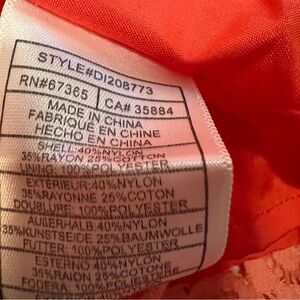 STYLE#DI208773
RN#67365
CA# 35884
MADE IN CHINA
FABRIQUÉ EN CHINE
HECHO EN CHINA
SHELL:40%NYLON
35%RAYON 25%COTTON
LINING: 100%POLYESTER
EXTÉRIEUR:40%NYLON
35%RAYONNE 25%COTON
DOUBLURE: 100%POLYESTER
AUßERHALB:40%NYLON
35%KUNSTSEIDE 25%BAUMWOLLE
FUTTER: 100%POLYESTER
ESTERNO:40%NYLON
35%RAION 25%COTONE
FODERA: 100%POLIESTERE